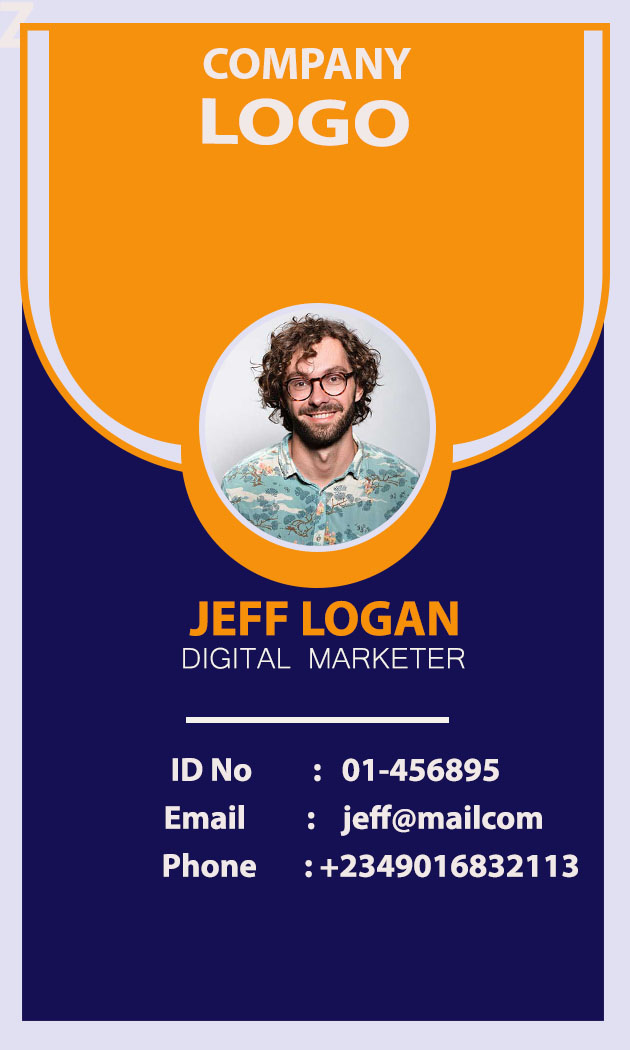 Z
COMPANY
LOGO
JEFF LOGAN
DIGITAL MARKETER
ID No : 01-456895
Email : jeff@mailcom
Phone : +2349016832113